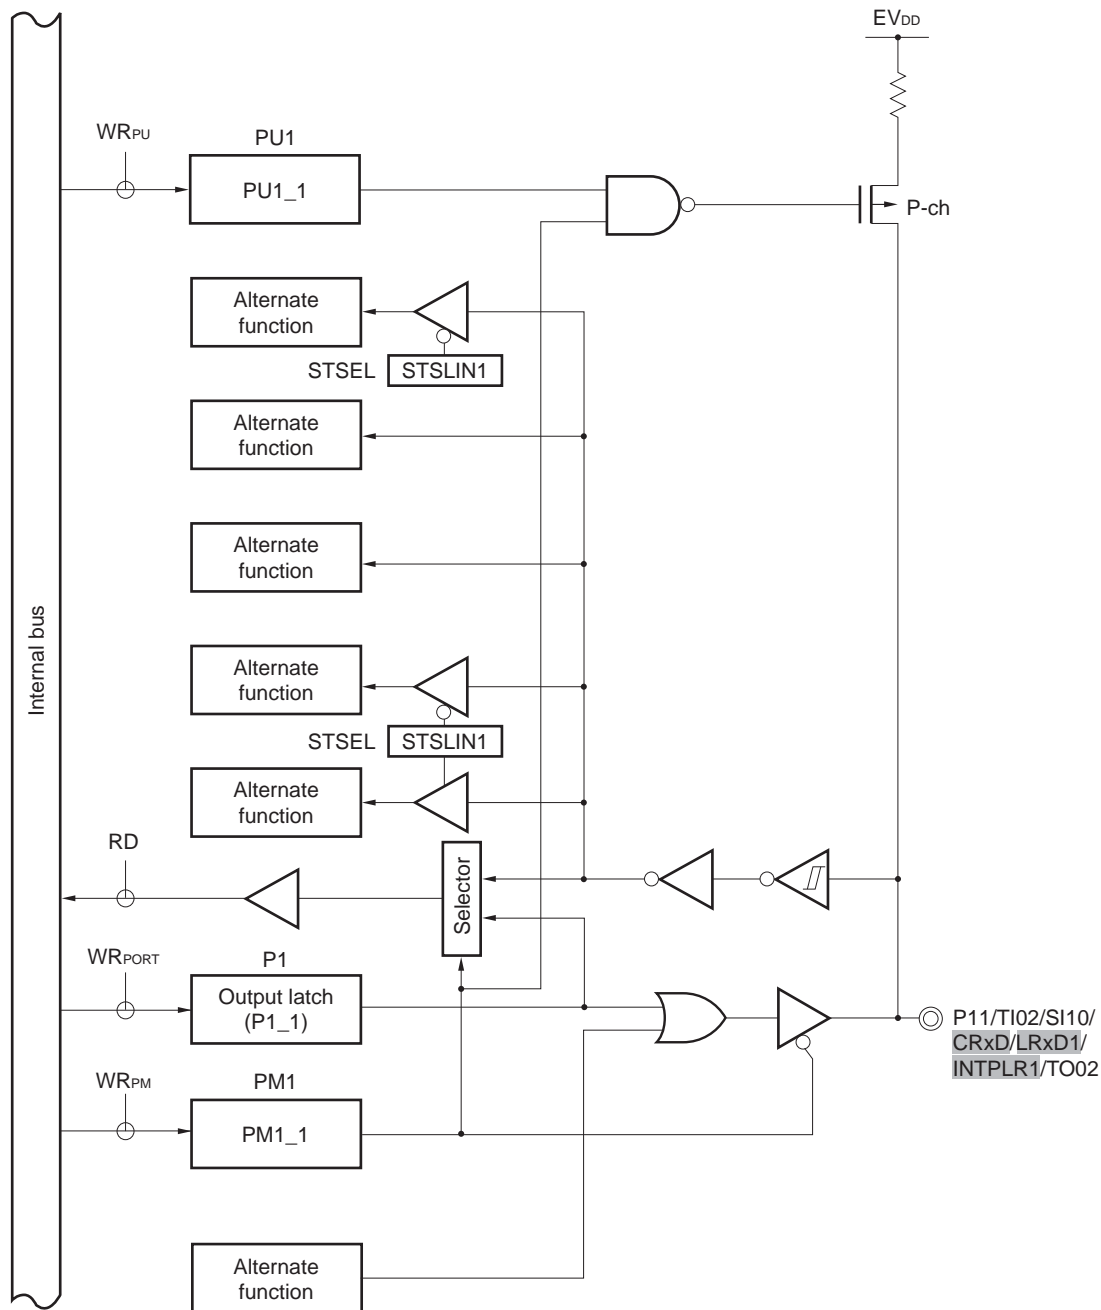 EVDD
WRPU
PU1
PU1_1
P-ch
Alternate
function
STSEL
STSLIN1
Alternate
function
Alternate
function
Internal bus
Alternate
function
STSEL
STSLIN1
Alternate
function
RD
Selector
WRPORT
P1
Output latch
(P1_1)
P11/TI02/SI10/
CRxD/LRxD1/
INTPLR1/TO02
WRPM
PM1
PM1_1
Alternate
function